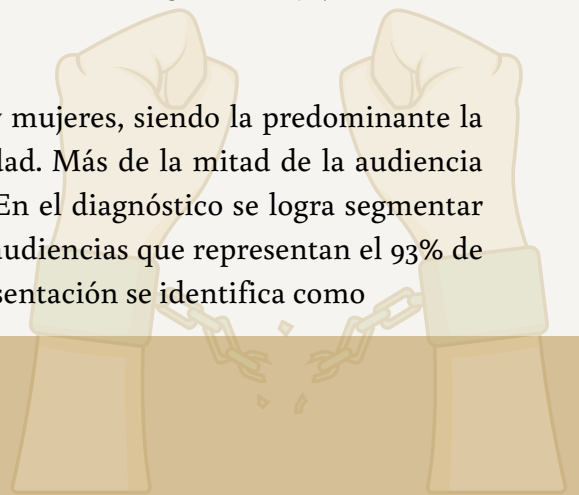 mujeres, siendo la predominante la
dad. Más de la mitad de la audiencia
En el diagnóstico se logra segmentar
audiencias que representan el 93% de
sentación se identifica como